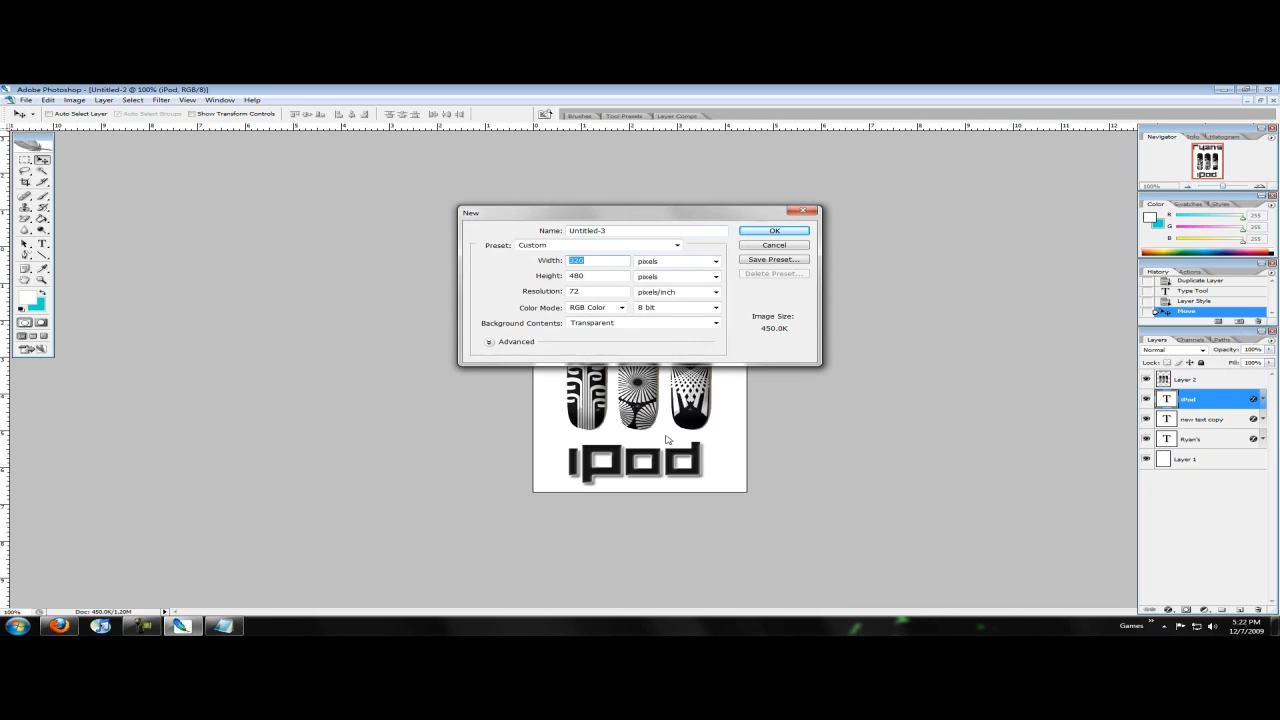 Adobe Photoshop - [Untitled-2 @ 100% (iPod, RGB/8)]
File Edit Image Layer Select Filter View Window Help
Auto Select Layer Auto Select Groups Show Transform Controls
Brushes Tool Presets Layer Comps
Navigator Info Histogram
Ryans
iPod
100%
Color Swatches Styles
R 255
G 255
B 255
History Actions
Duplicate Layer
Type Tool
Layer Style
Move
Layers Channels Paths
Normal Opacity: 100%
Lock: Fill: 100%
Layer 2
iPod
new text copy
Ryan's
Layer 1
New
Name: Untitled-3
OK
Preset: Custom
Cancel
Width: 320 pixels
Save Preset...
Height: 480 pixels
Delete Preset...
Resolution: 72 pixels/inch
Color Mode: RGB Color 8 bit
Image Size:
Background Contents: Transparent
450.0K
Advanced
ipod
100% Doc: 450.0K/1.20M
Games
5:22 PM
12/7/2009